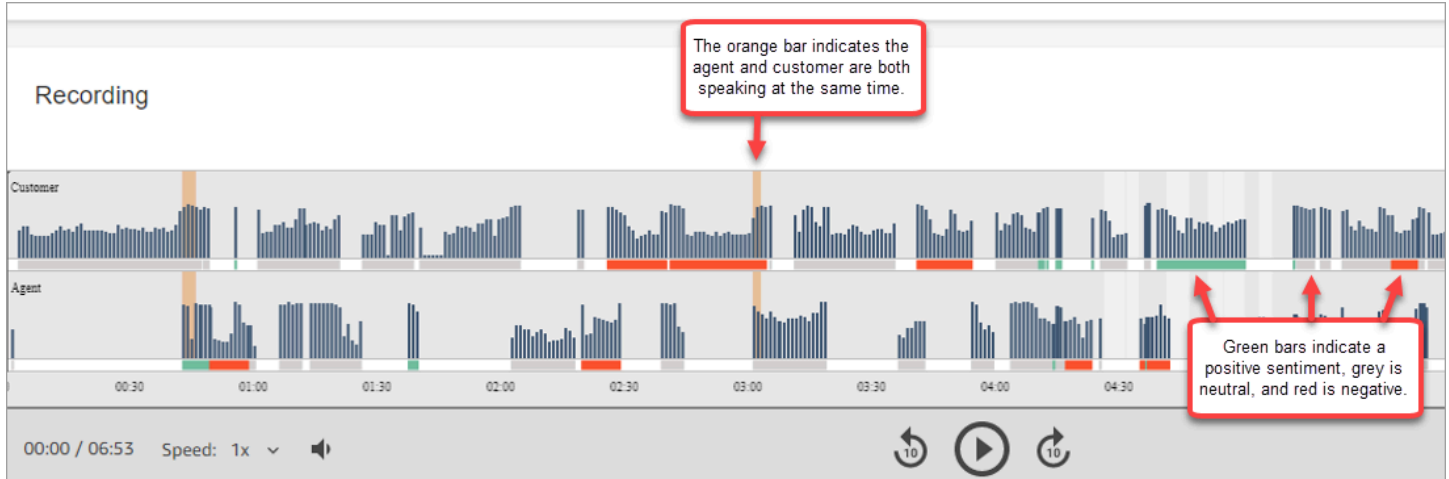 The orange bar indicates the
agent and customer are both
speaking at the same time.
Recording
Customer
Agent
Green bars indicate a
positive sentiment, grey is
neutral, and red is negative.
00:30 01:00 01:30 02:00 02:30 03:00 03:30 04:00 04:30
00:00 / 06:53 Speed: 1x 10 10